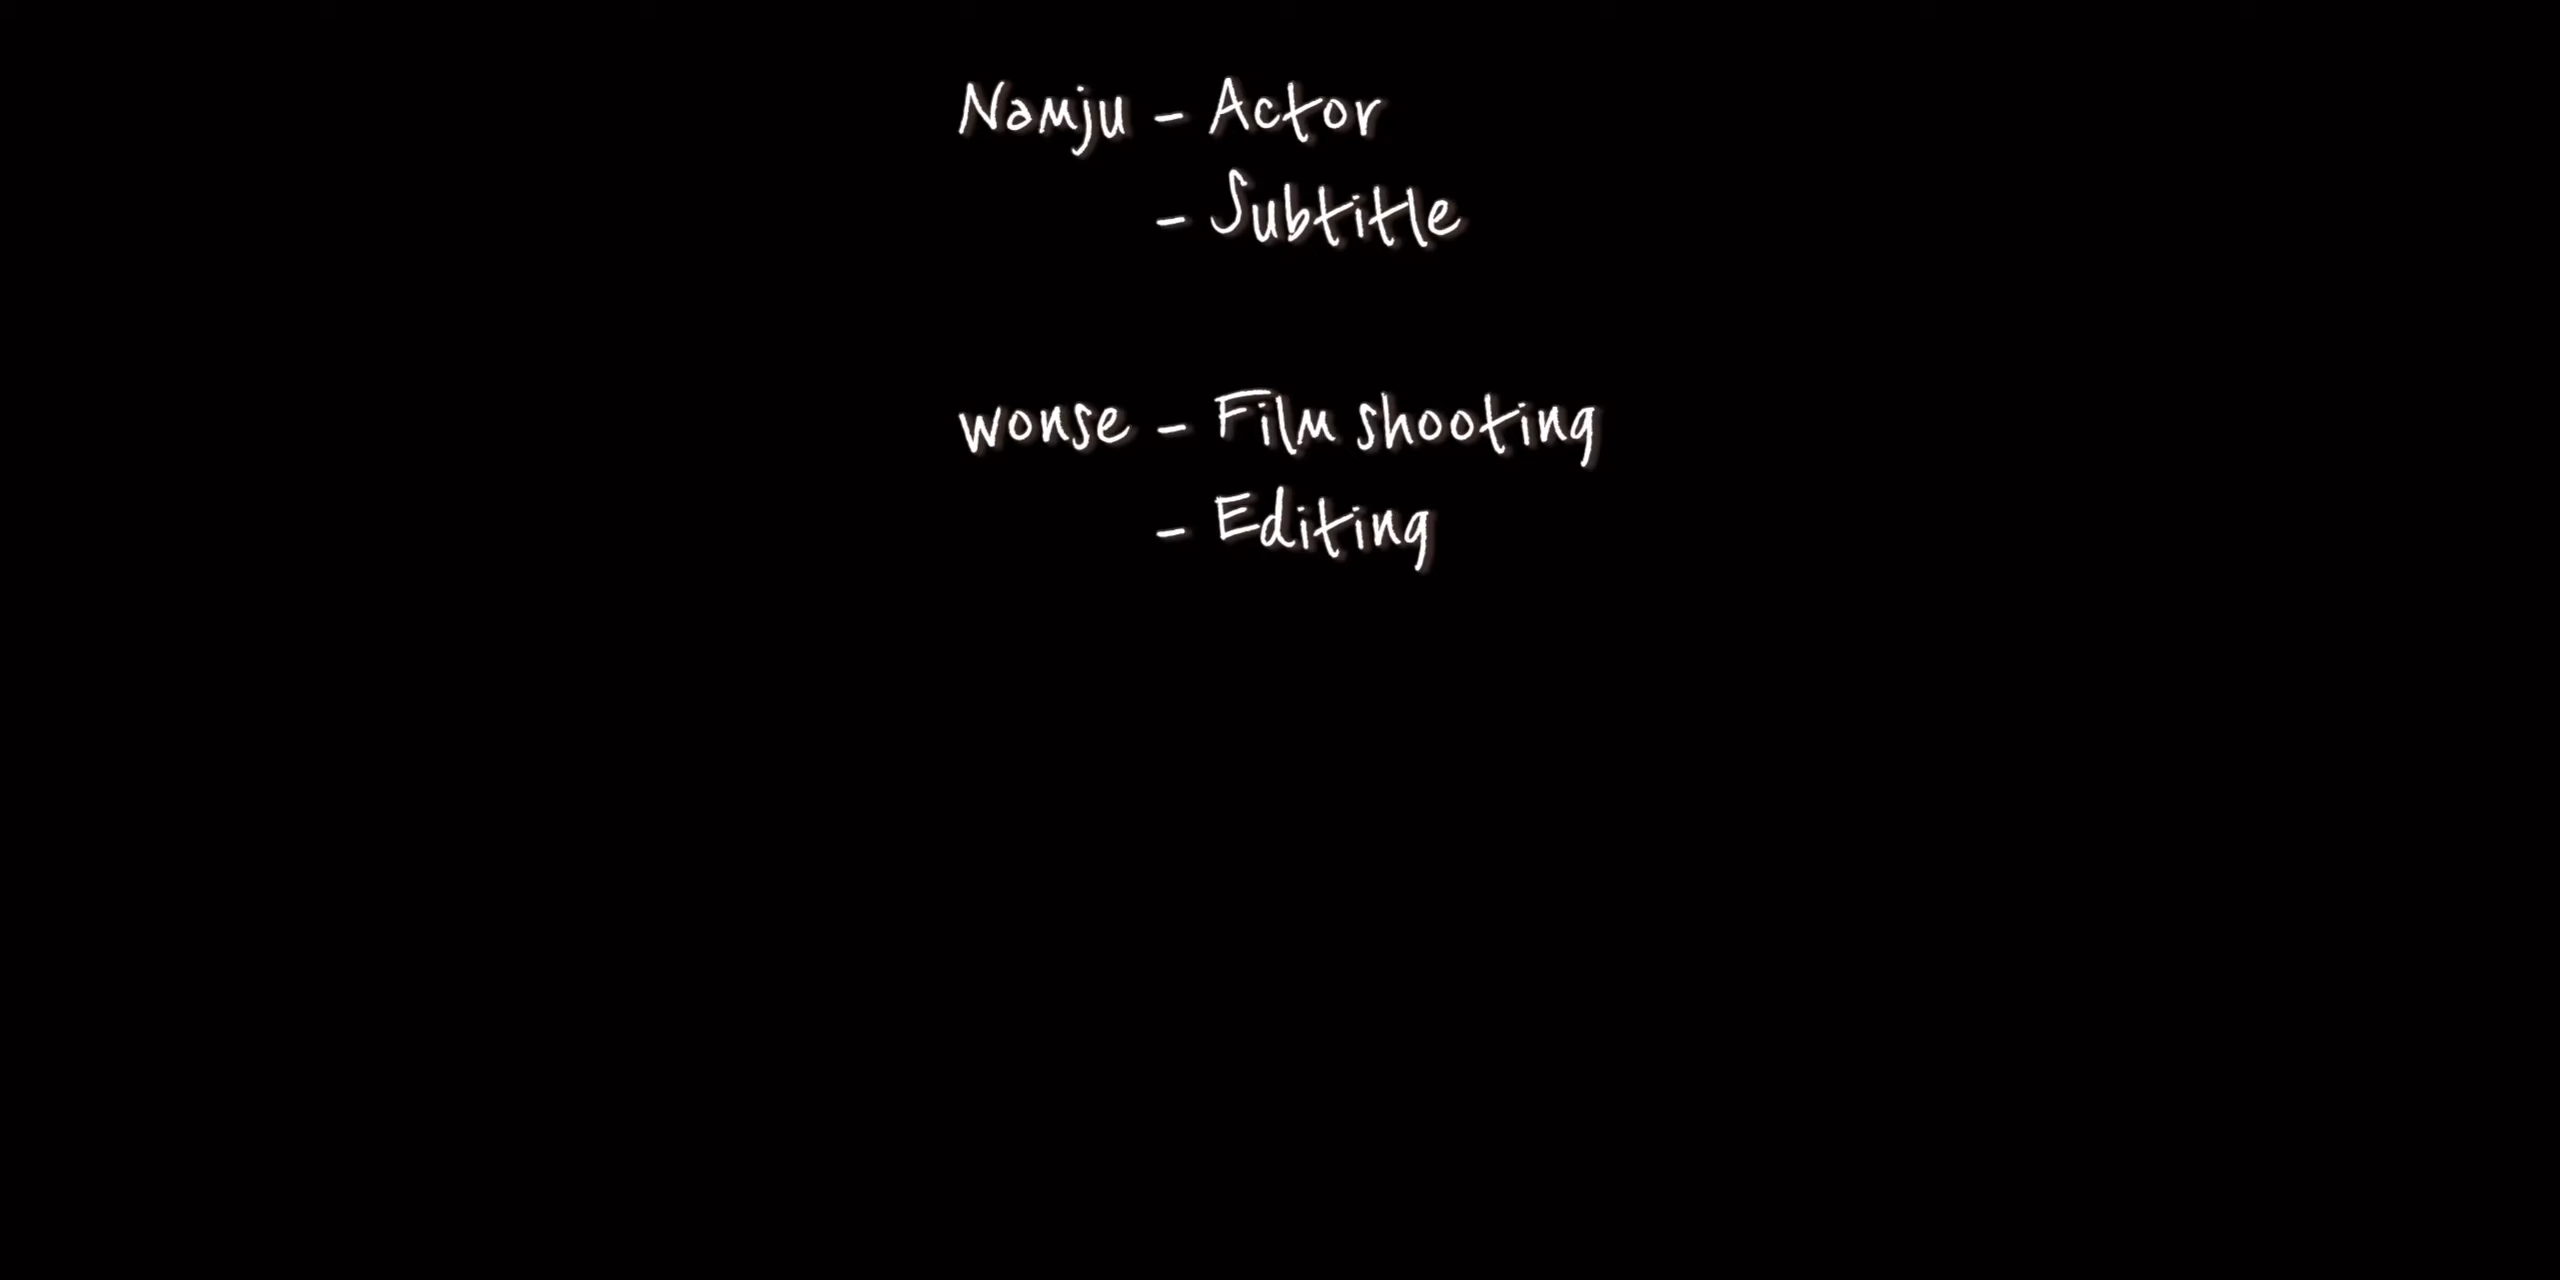 Namju - Actor
- Subtitle
wonse - Film shooting
- Editing